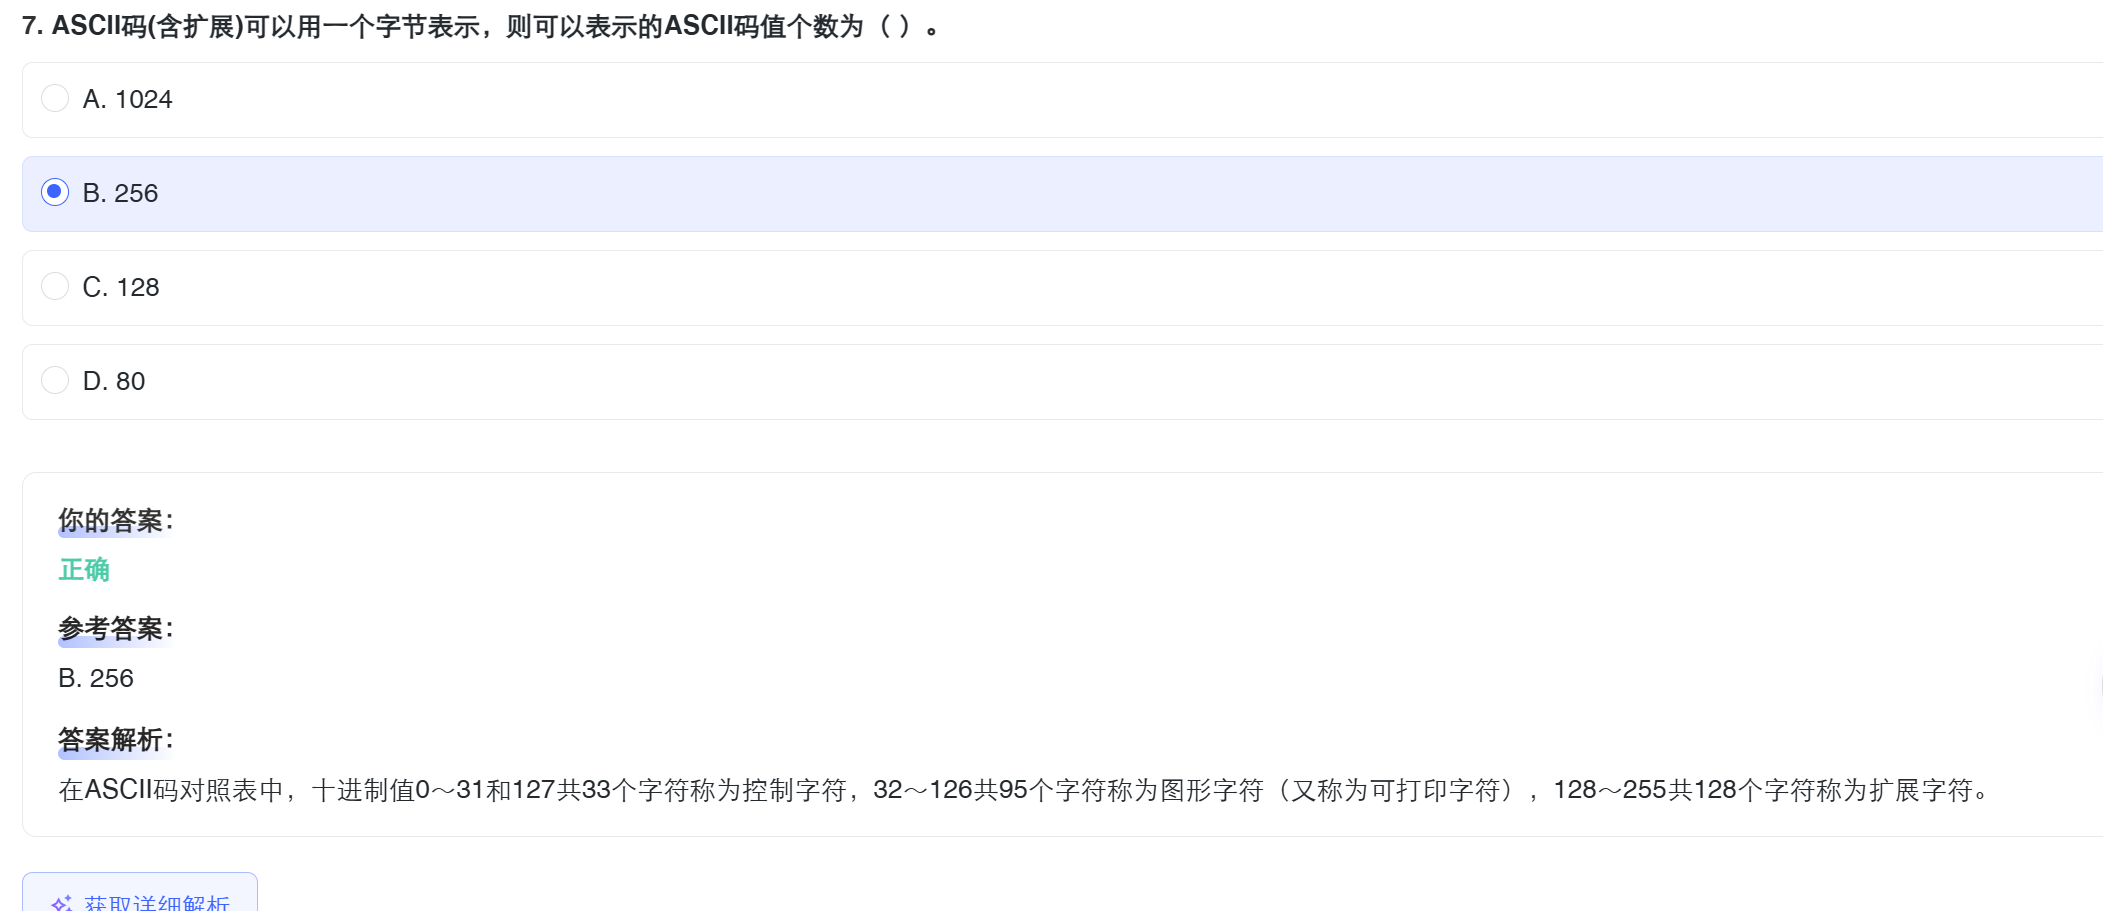 7. ASCII码(含扩展)可以用一个字节表示，则可以表示的ASCII码值个数为（ ）。
A. 1024
B. 256
C. 128
D. 80
你的答案：
正确
参考答案：
B. 256
答案解析：
在ASCII码对照表中，十进制值0～31和127共33个字符称为控制字符，32～126共95个字符称为图形字符（又称为可打印字符），128～255共128个字符称为扩展字符。
获取详细解析